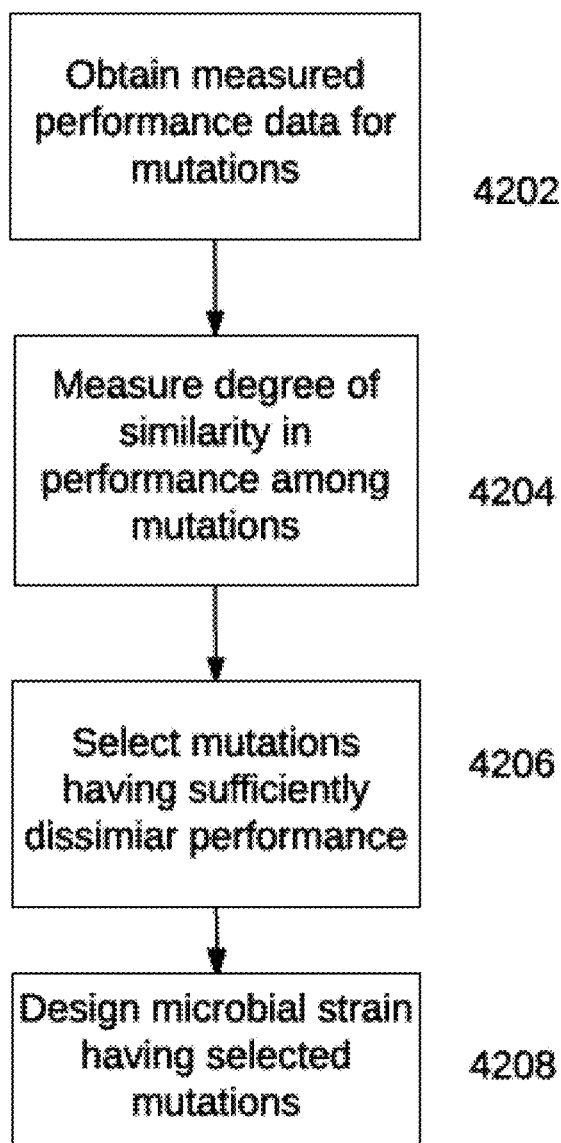 Obtain measured
performance data for
mutations
4202
Measure degree of
similarity in
performance among
mutations
4204
Select mutations
having sufficiently
dissimiar performance
4206
Design microbial strain
having selected
mutations
4208